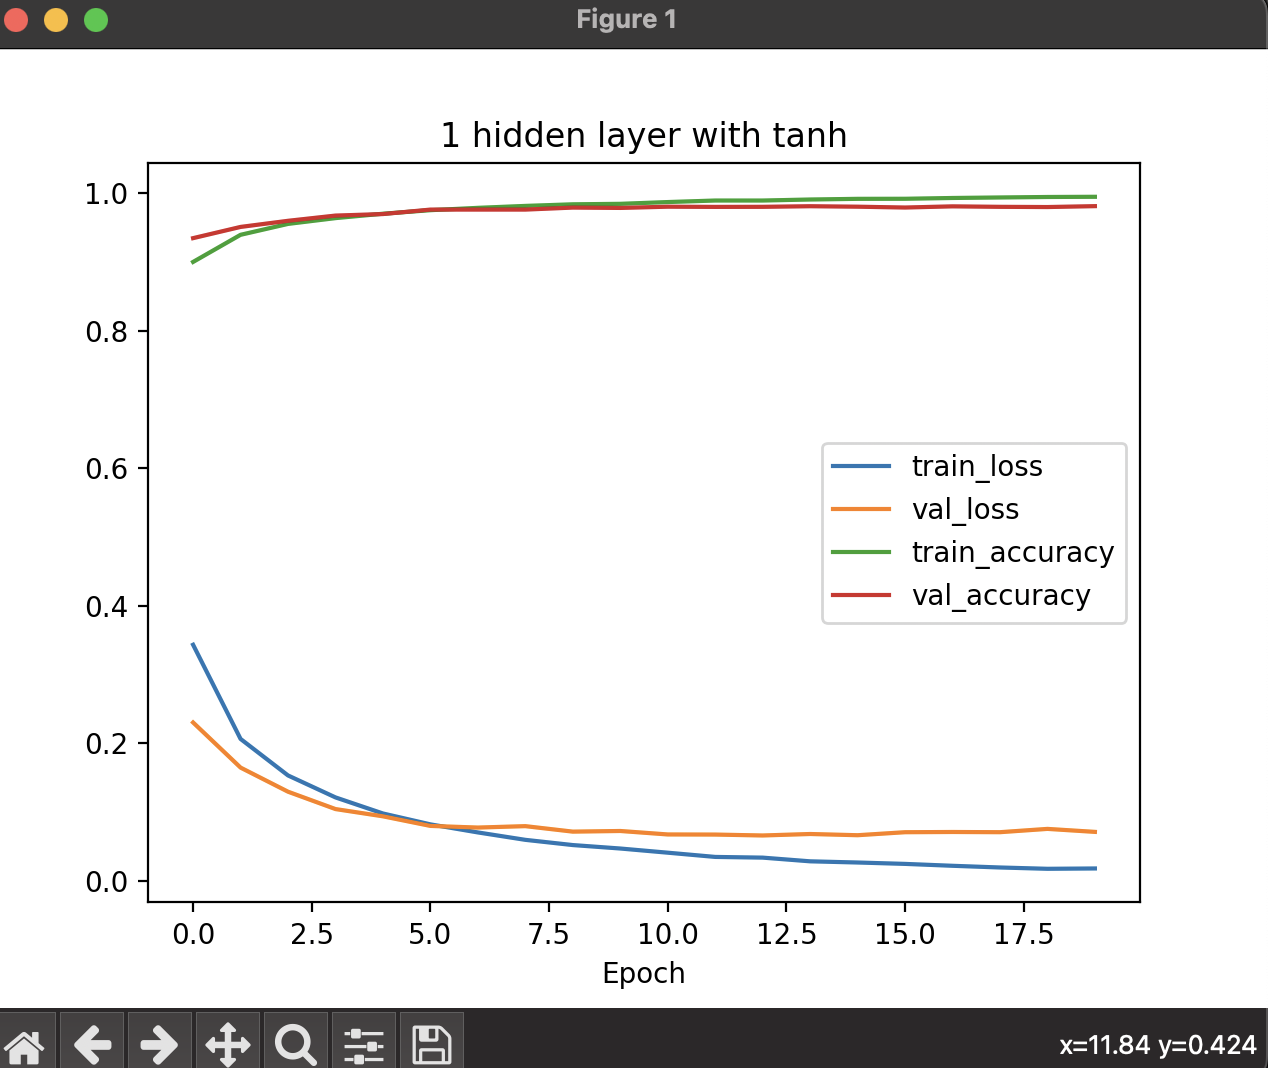 Figure 1
1 hidden layer with tanh
1.0
0.8
0.6
0.4
0.2
0.0
train_loss
val_loss
train_accuracy
val_accuracy
0.0 2.5 5.0 7.5 10.0 12.5 15.0 17.5
Epoch
x=11.84 y=0.424